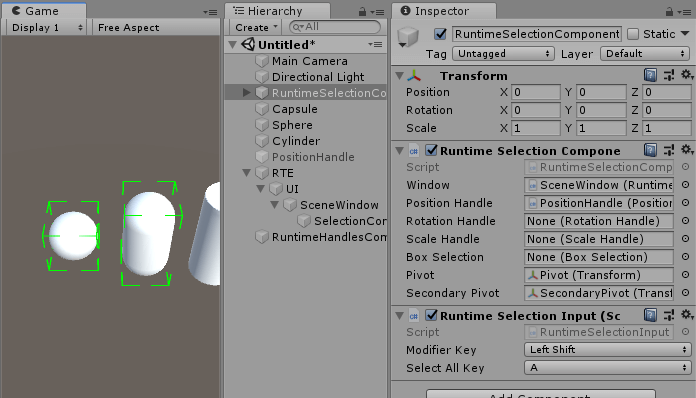 Game
Display 1
Free Aspect
Hierarchy
Create
All
Untitled*
Main Camera
Directional Light
RuntimeSelectionCo
Capsule
Sphere
Cylinder
PositionHandle
RTE
UI
SceneWindow
SelectionCon
RuntimeHandlesCom
Inspector
RuntimeSelectionComponent
Static
Tag Untagged Layer Default
Transform
Position X 0 Y 0 Z 0
Rotation X 0 Y 0 Z 0
Scale X 1 Y 1 Z 1
Runtime Selection Compone
Script RuntimeSelectionComp
Window SceneWindow (Runtime
Position Handle PositionHandle (Position
Rotation Handle None (Rotation Handle)
Scale Handle None (Scale Handle)
Box Selection None (Box Selection)
Pivot Pivot (Transform)
Secondary Pivot SecondaryPivot (Transf
Runtime Selection Input (Sc
Script RuntimeSelectionInput
Modifier Key Left Shift
Select All Key A
Add Component